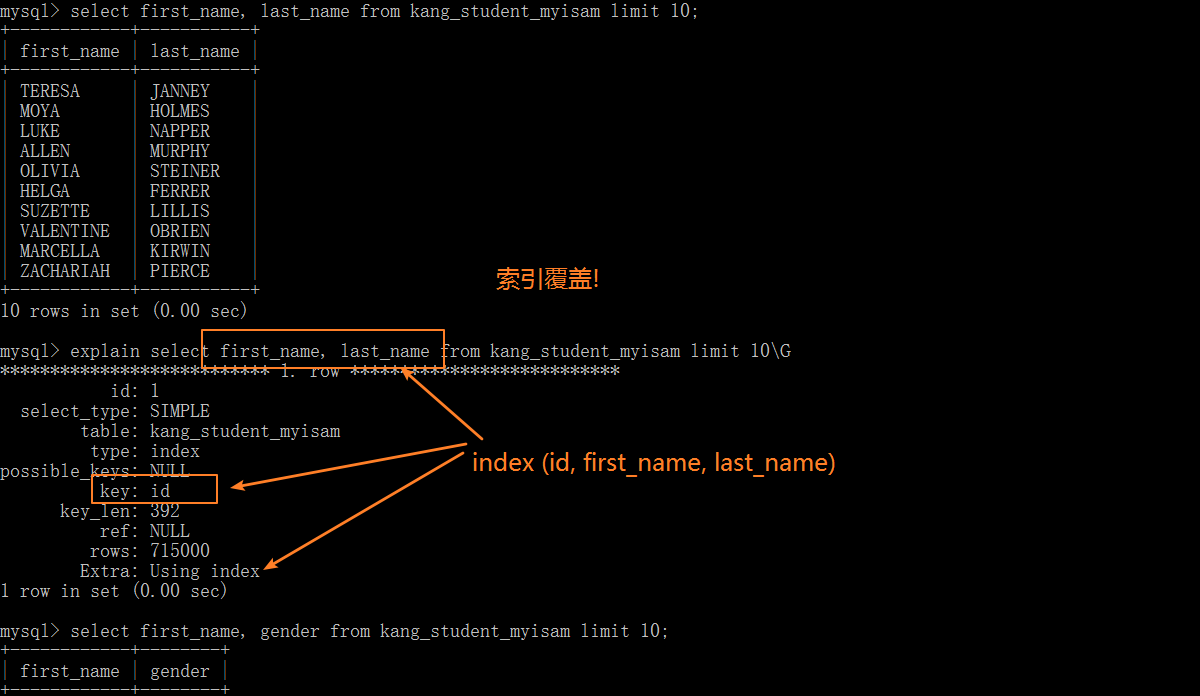 mysql> select first_name, last_name from kang_student_myisam limit 10;
+------------+-----------+
| first_name | last_name |
+------------+-----------+
| TERESA     | JANNEY    |
| MOYA       | HOLMES    |
| LUKE       | NAPPER    |
| ALLEN      | MURPHY    |
| OLIVIA     | STEINER   |
| HELGA      | FERRER    |
| SUZETTE    | LILLIS    |
| VALENTINE  | OBRIEN    |
| MARCELLA   | KIRWIN    |
| ZACHARIAH  | PIERCE    |
+------------+-----------+
索引覆盖!
10 rows in set (0.00 sec)
mysql> explain select first_name, last_name from kang_student_myisam limit 10\G
*************************** 1. row ***************************
id: 1
select_type: SIMPLE
table: kang_student_myisam
type: index
index (id, first_name, last_name)
possible_keys: NULL
key: id
key_len: 392
ref: NULL
rows: 715000
Extra: Using index
1 row in set (0.00 sec)
mysql> select first_name, gender from kang_student_myisam limit 10;
+------------+--------+
| first_name | gender |
+------------+--------+